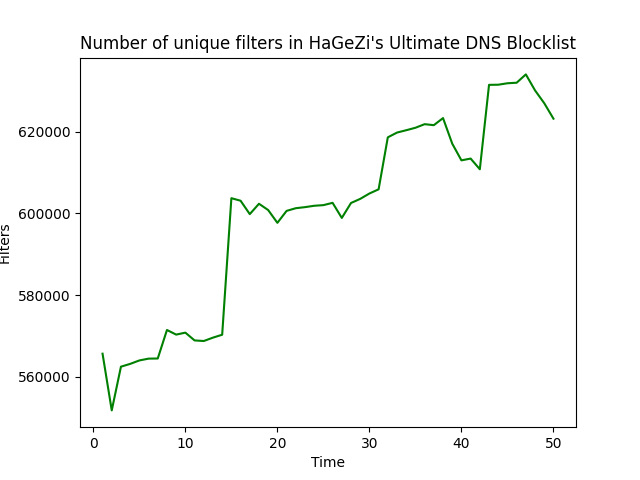 Number of unique filters in HaGeZi's Ultimate DNS Blocklist
620000
600000
580000
560000
Filters
0 10 20 30 40 50
Time